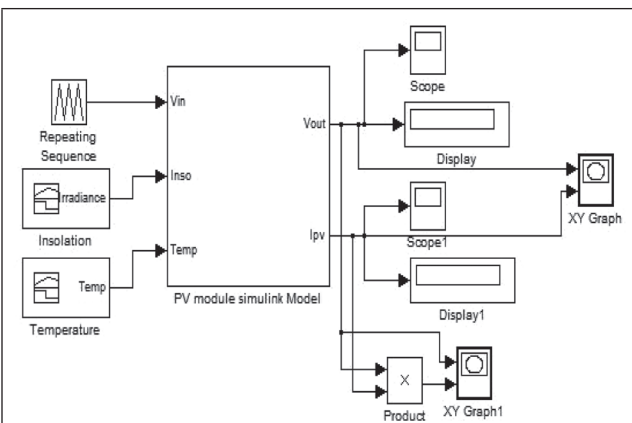 Scope
Vin
Repeating
Sequence
Vout
Display
Inso
Irradiance
Insolation
XY Graph
Scope1
Ipv
Temp
Temp
Temperature
PV module simulink Model
Display1
X
Product
XY Graph1